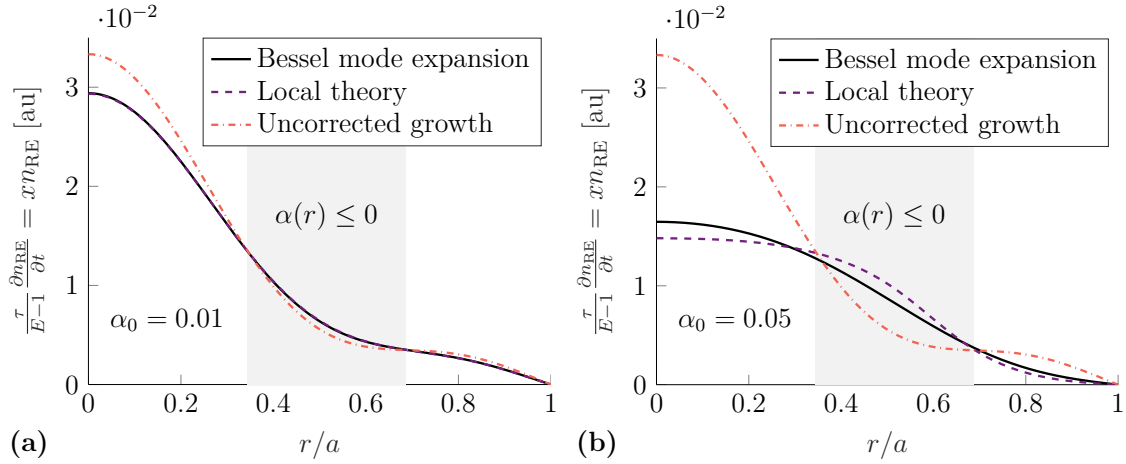 ·10⁻²
Bessel mode expansion
Local theory
Uncorrected growth
3
2
1
0
τ/(E−1) ∂n_RE/∂t = xn_RE [au]
α(r) ≤ 0
α₀ = 0.01
0 0.2 0.4 0.6 0.8 1
(a) r/a
·10⁻²
Bessel mode expansion
Local theory
Uncorrected growth
3
2
1
0
τ/(E−1) ∂n_RE/∂t = xn_RE [au]
α(r) ≤ 0
α₀ = 0.05
0 0.2 0.4 0.6 0.8 1
(b) r/a